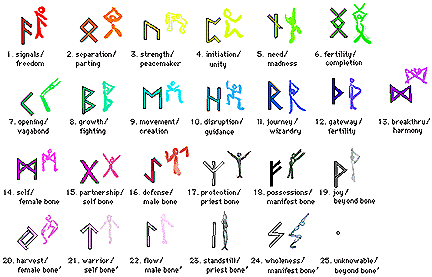 1. signals/ 2. separation/ 3. strength/ 4. initiation/ 5. need/ 6. fertility/
freedom parting peacemaker unity madness completion
7. opening/ 8. growth/ 9. movement/ 10. disruption/ 11. journey/ 12. gateway/ 13. breakthru/
vagabond fighting creation guidance wizardry fertility harmony
14. self/ 15. partnership/ 16. defense/ 17. protection/ 18. possessions/ 19. joy/
female bone self bone male bone priest bone manifest bone beyond bone
20. harvest/ 21. warrior/ 22. flow/ 23. standstill/ 24. wholeness/ 25. unknowable/
female bone' self bone' male bone' priest bone' manifest bone' beyond bone'